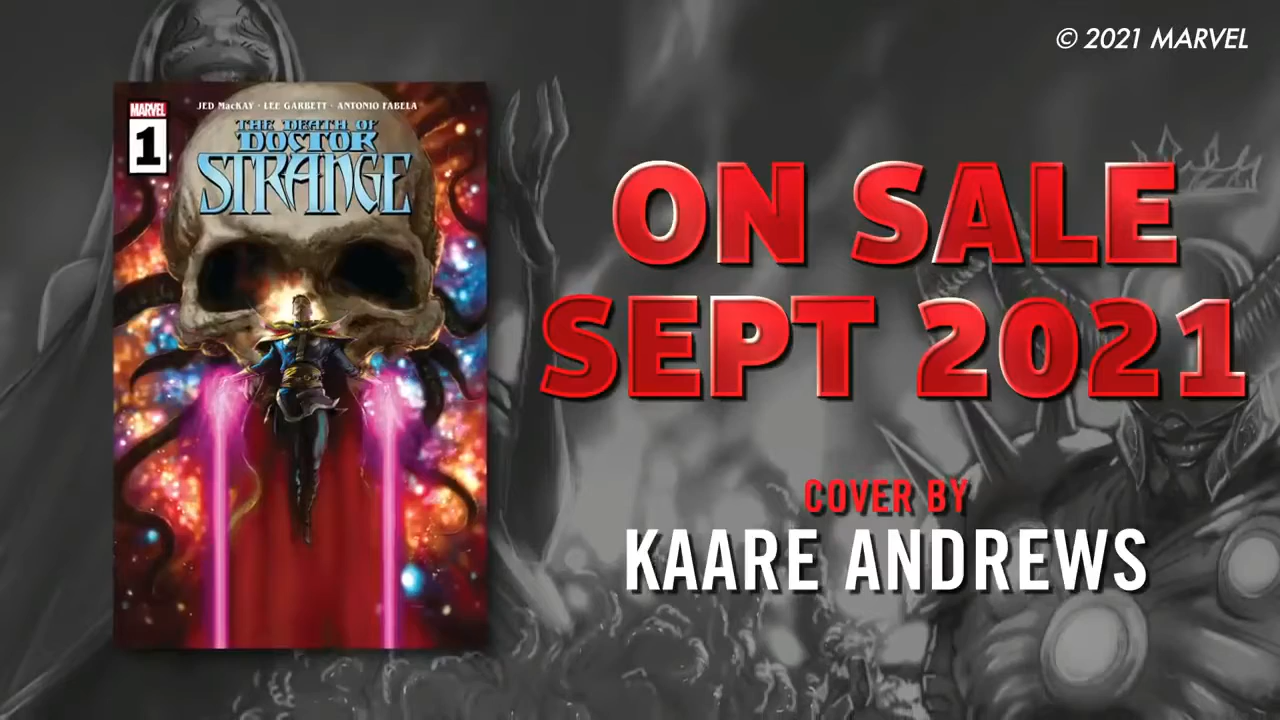 © 2021 MARVEL
MARVEL
1
JED MacKAY · LEE GARBETT · ANTONIO FABELA
THE DEATH OF
DOCTOR
STRANGE
ON SALE
SEPT 2021
COVER BY
KAARE ANDREWS